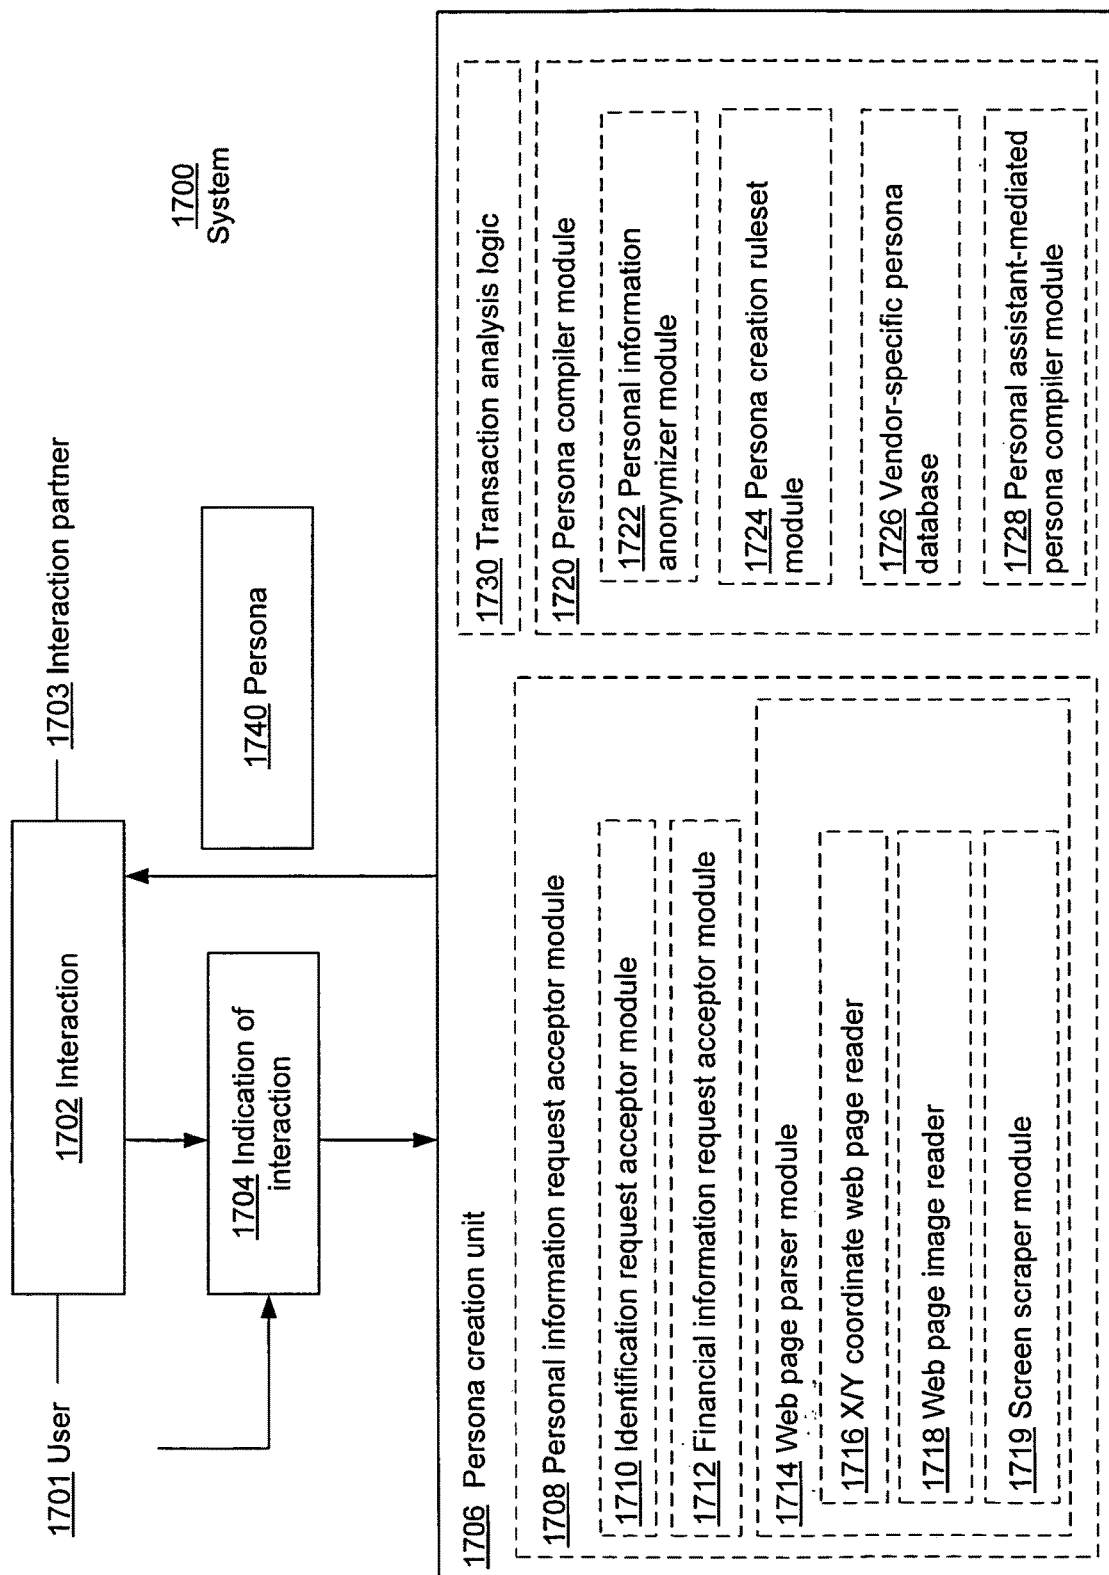 1700
System
1701 User
1702 Interaction
1703 Interaction partner
1704 Indication of
interaction
1740 Persona
1706 Persona creation unit
1708 Personal information request acceptor module
1710 Identification request acceptor module
1712 Financial information request acceptor module
1714 Web page parser module
1716 X/Y coordinate web page reader
1718 Web page image reader
1719 Screen scraper module
1730 Transaction analysis logic
1720 Persona compiler module
1722 Personal information
anonymizer module
1724 Persona creation ruleset
module
1726 Vendor-specific persona
database
1728 Personal assistant-mediated
persona compiler module